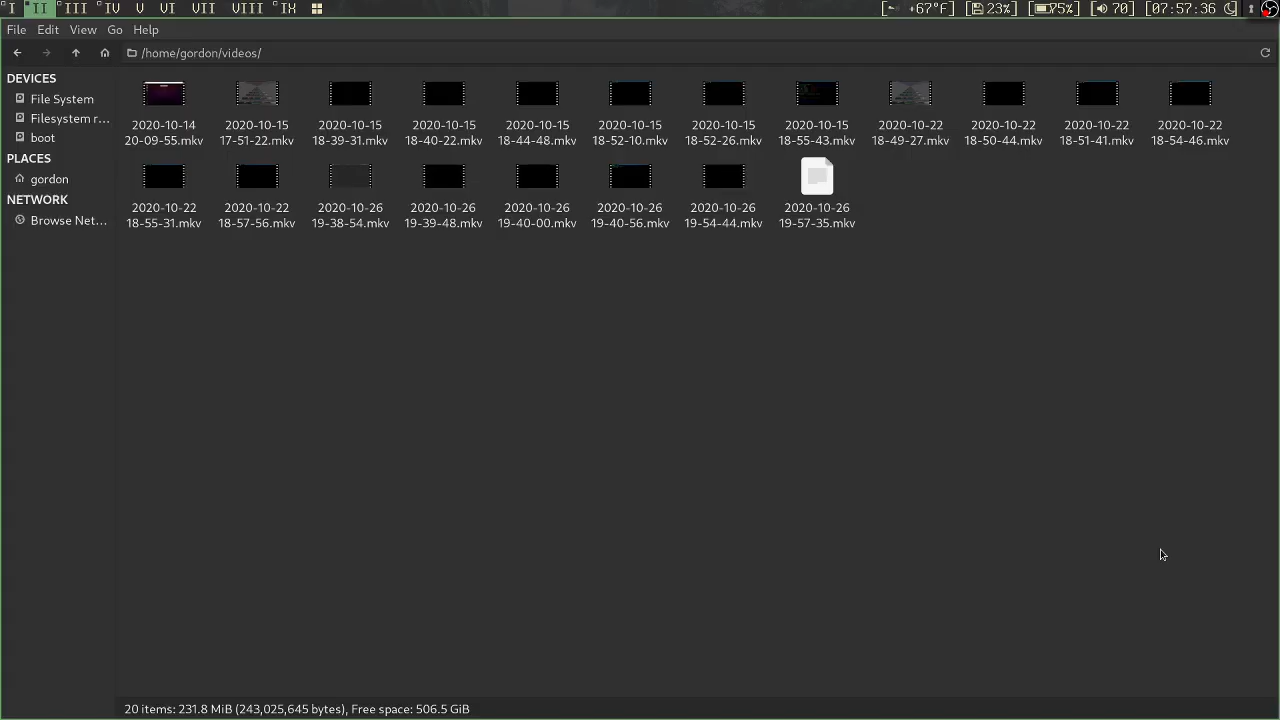 I II III IV V VI VII VIII IX [ +67°F] [ 23%] [ 75%] [ 70] [07:57:36 ]
File Edit View Go Help
/home/gordon/videos/
DEVICES
File System
Filesystem r...
boot
PLACES
gordon
NETWORK
Browse Net...
2020-10-14 2020-10-15 2020-10-15 2020-10-15 2020-10-15 2020-10-15 2020-10-15 2020-10-15 2020-10-22 2020-10-22 2020-10-22 2020-10-22
20-09-55.mkv 17-51-22.mkv 18-39-31.mkv 18-40-22.mkv 18-44-48.mkv 18-52-10.mkv 18-52-26.mkv 18-55-43.mkv 18-49-27.mkv 18-50-44.mkv 18-51-41.mkv 18-54-46.mkv
2020-10-22 2020-10-22 2020-10-26 2020-10-26 2020-10-26 2020-10-26 2020-10-26 2020-10-26
18-55-31.mkv 18-57-56.mkv 19-38-54.mkv 19-39-48.mkv 19-40-00.mkv 19-40-56.mkv 19-54-44.mkv 19-57-35.mkv
20 items: 231.8 MiB (243,025,645 bytes), Free space: 506.5 GiB